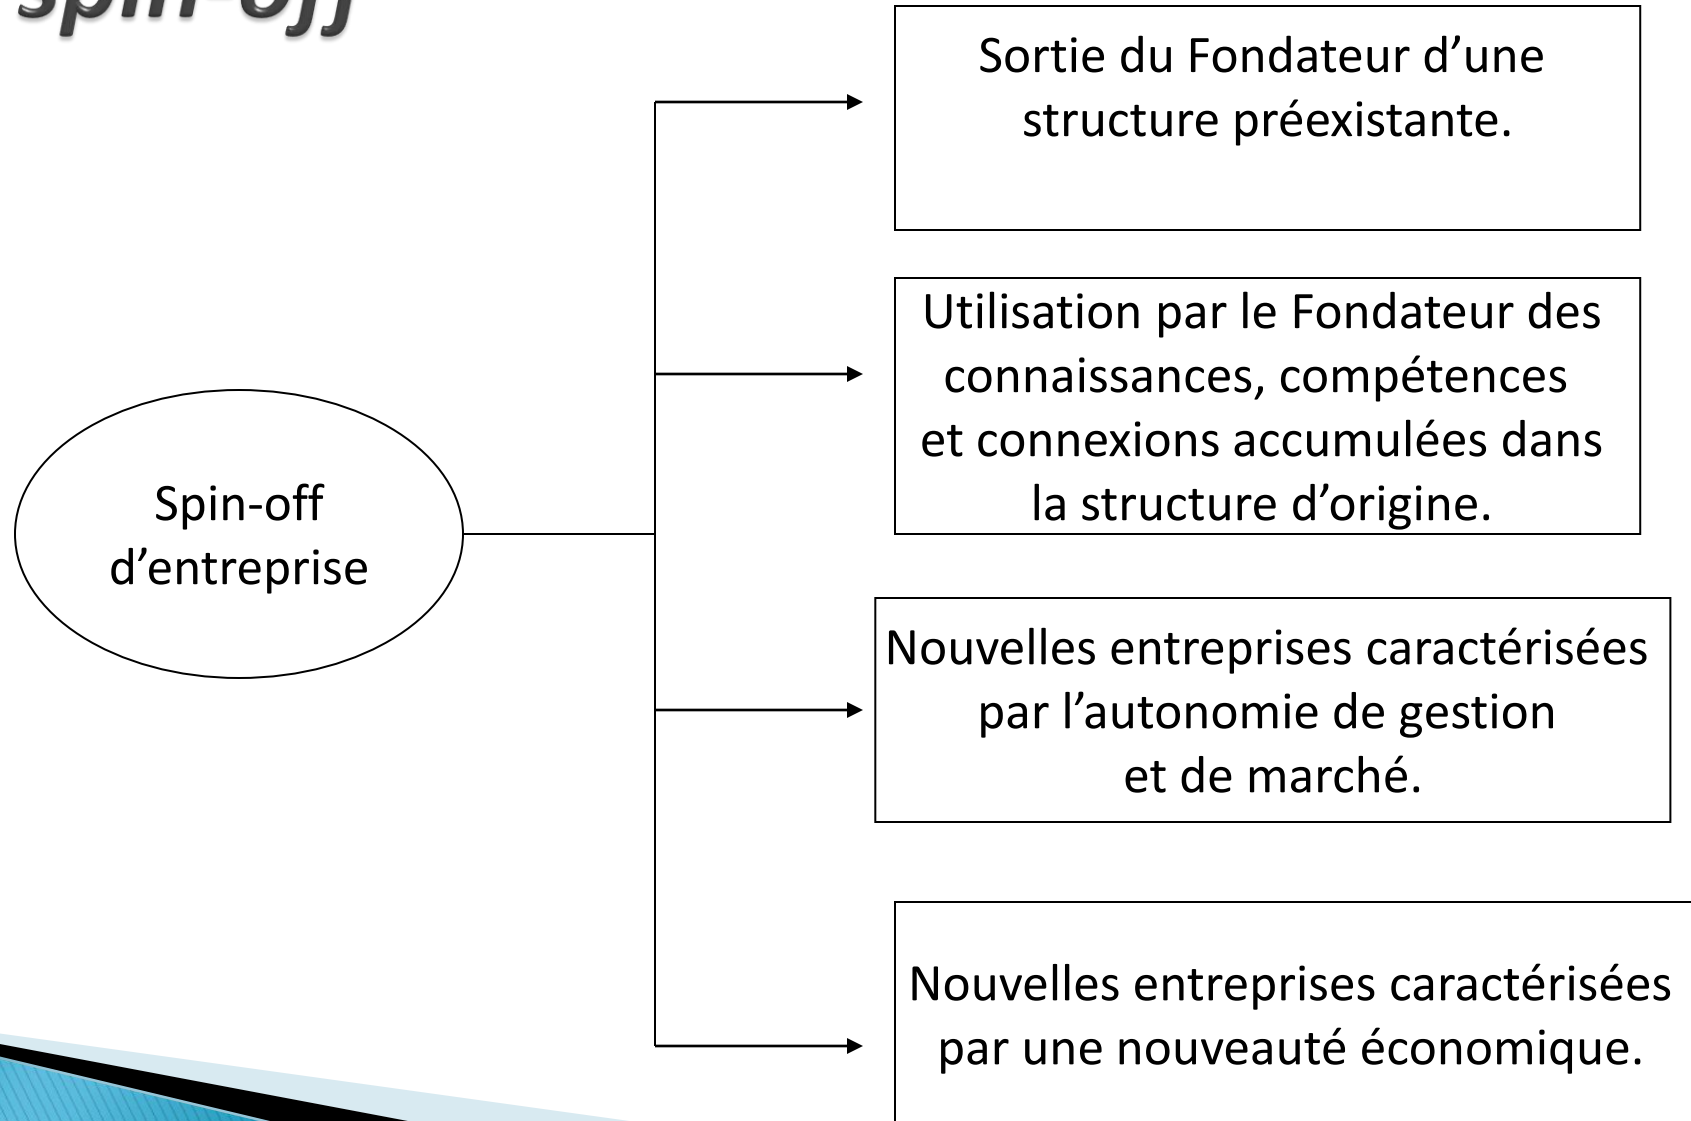 spin-off
Sortie du Fondateur d’une
structure préexistante.
Utilisation par le Fondateur des
connaissances, compétences
et connexions accumulées dans
la structure d’origine.
Spin-off
d’entreprise
Nouvelles entreprises caractérisées
par l’autonomie de gestion
et de marché.
Nouvelles entreprises caractérisées
par une nouveauté économique.